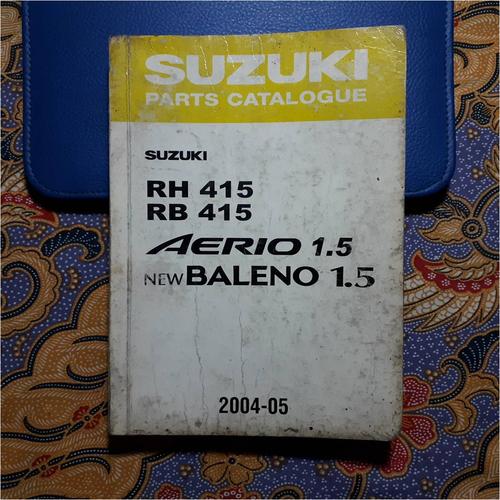 SUZUKI
PARTS CATALOGUE
SUZUKI
RH 415
RB 415
AERIO 1.5
NEW BALENO 1.5
2004-05